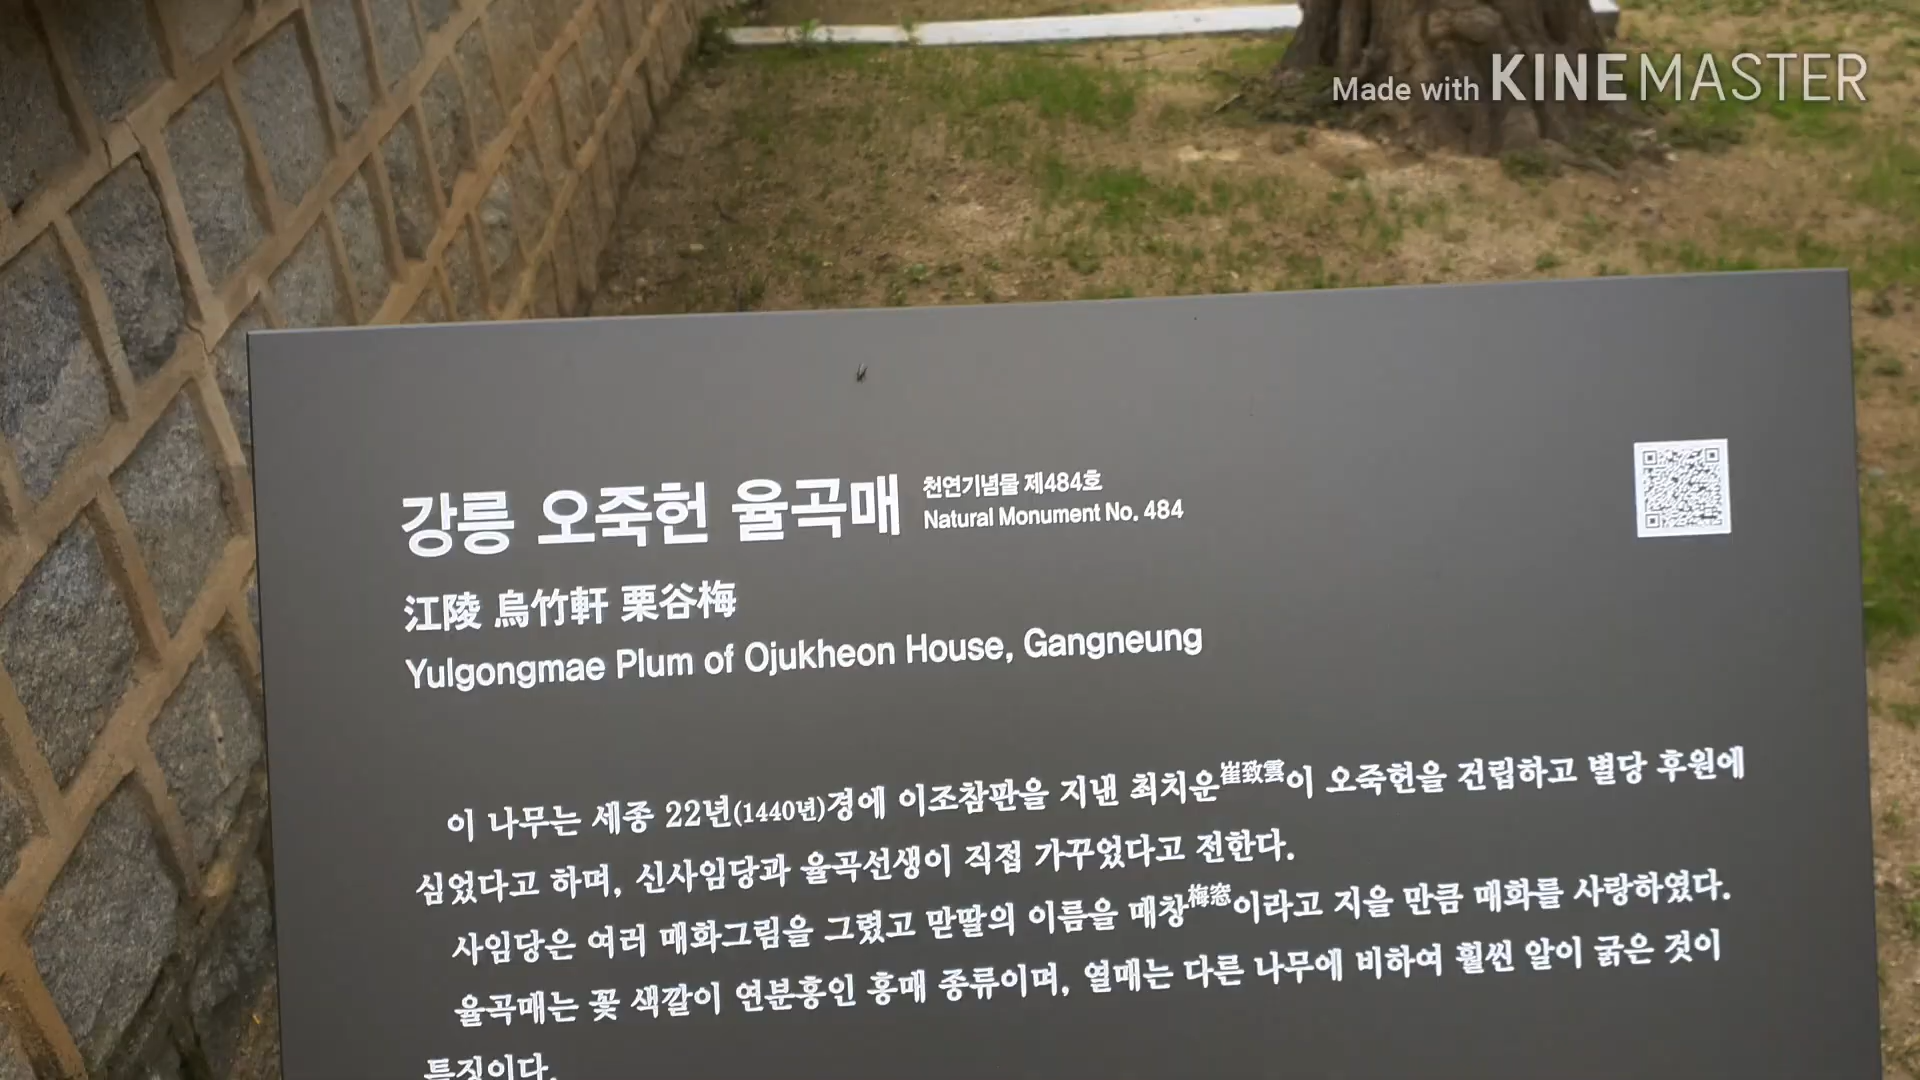 Made with KINEMASTER
강릉 오죽헌 율곡매
천연기념물 제484호
Natural Monument No. 484
江陵 烏竹軒 栗谷梅
Yulgongmae Plum of Ojukheon House, Gangneung
이 나무는 세종 22년(1440년)경에 이조참판을 지낸 최치운崔致雲이 오죽헌을 건립하고 별당 후원에
심었다고 하며, 신사임당과 율곡선생이 직접 가꾸었다고 전한다.
사임당은 여러 매화그림을 그렸고 맏딸의 이름을 매창梅窓이라고 지을 만큼 매화를 사랑하였다.
율곡매는 꽃 색깔이 연분홍인 홍매 종류이며, 열매는 다른 나무에 비하여 훨씬 알이 굵은 것이
특징이다.